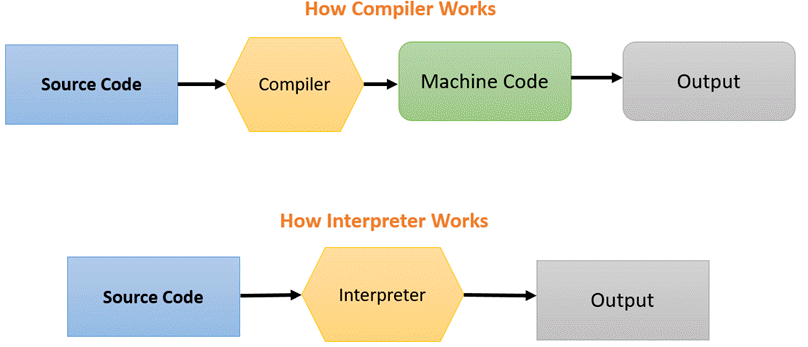 How Compiler Works
Source Code
Compiler
Machine Code
Output
How Interpreter Works
Source Code
Interpreter
Output